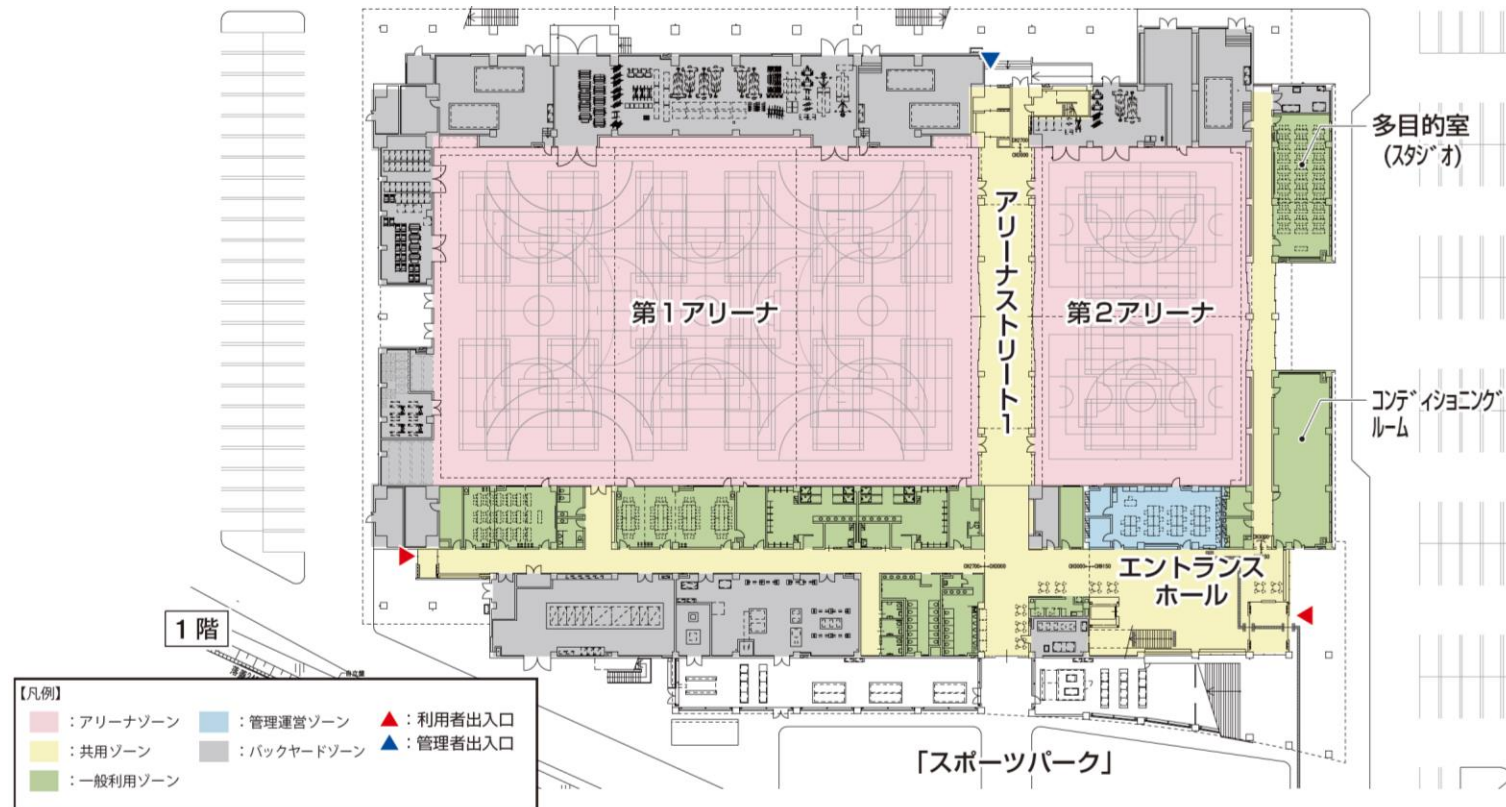 多目的室
(スタジオ)
アリーナストリート1
第1アリーナ
第2アリーナ
コンディショニング
ルーム
エントランス
ホール
1階
「スポーツパーク」
【凡例】
：アリーナゾーン
：共用ゾーン
：一般利用ゾーン
：管理運営ゾーン
：バックヤードゾーン
：利用者出入口
：管理者出入口